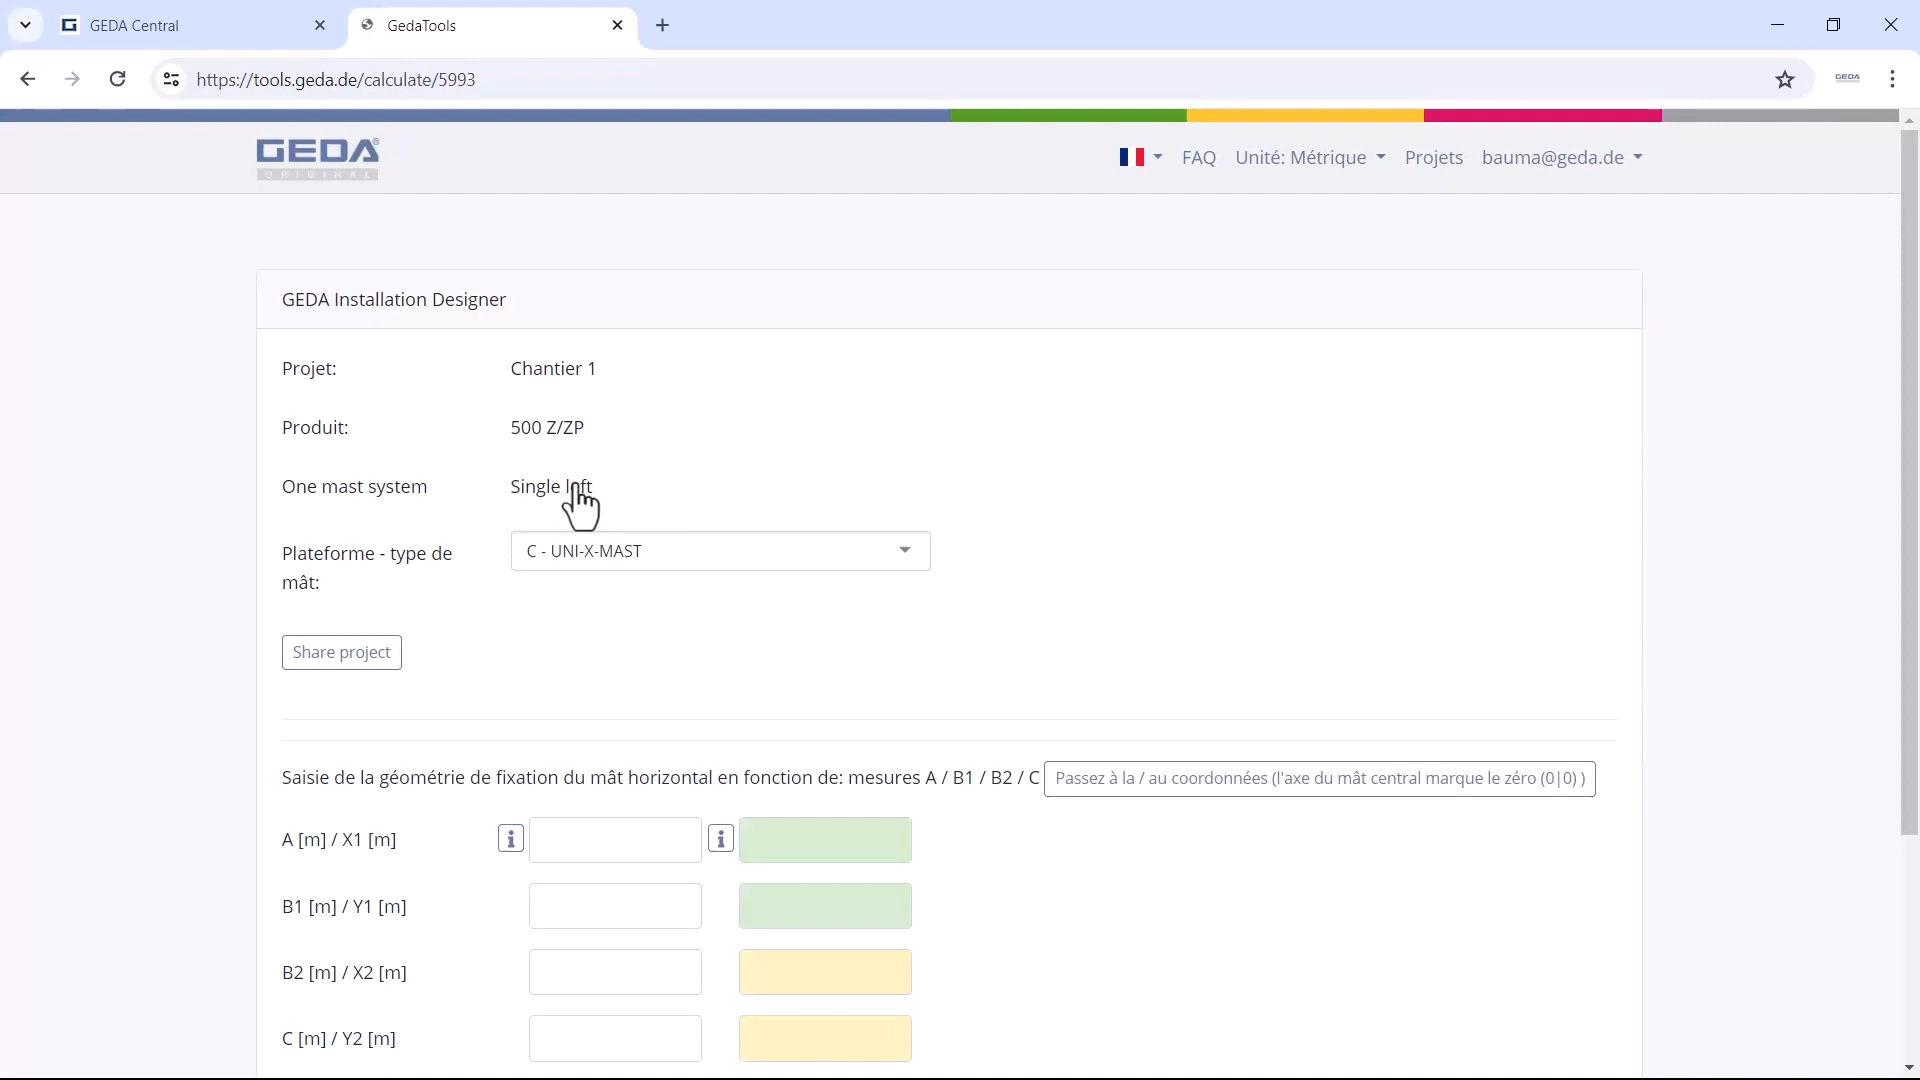 GEDA Central
GedaTools
https://tools.geda.de/calculate/5993
GEDA
GEDA®
ORIGINAL
FAQ
Unité: Métrique
Projets
bauma@geda.de
GEDA Installation Designer
Projet:
Chantier 1
Produit:
500 Z/ZP
One mast system
Single left
Plateforme - type de
mât:
C - UNI-X-MAST
Share project
Saisie de la géométrie de fixation du mât horizontal en fonction de: mesures A / B1 / B2 / C
Passez à la / au coordonnées (l'axe du mât central marque le zéro (0|0) )
A [m] / X1 [m]
i
i
B1 [m] / Y1 [m]
B2 [m] / X2 [m]
C [m] / Y2 [m]